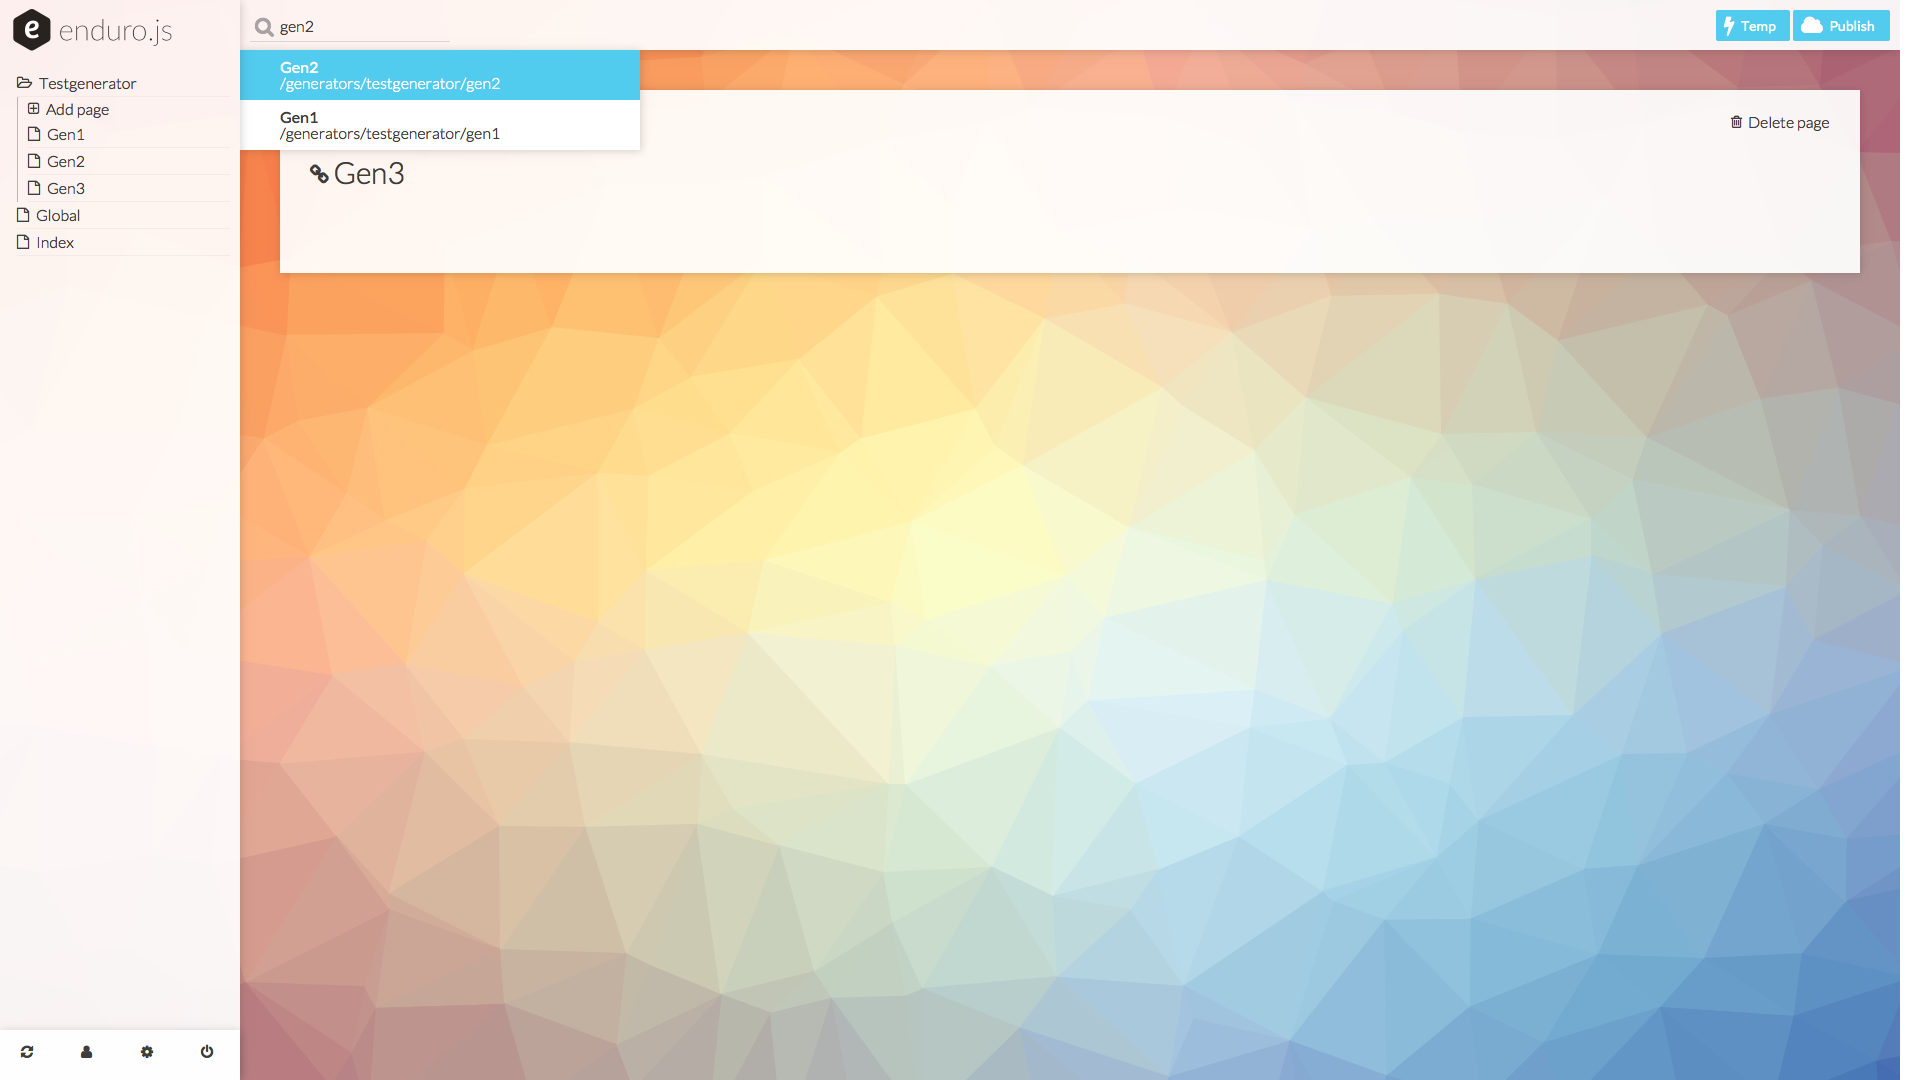 enduro.js
Testgenerator
Add page
Gen1
Gen2
Gen3
Global
Index
gen2
Temp
Publish
Gen2
/generators/testgenerator/gen2
Gen1
/generators/testgenerator/gen1
Delete page
Gen3